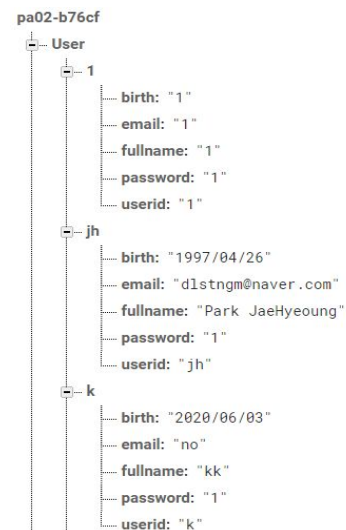 pa02-b76cf
User
1
birth: "1"
email: "1"
fullname: "1"
password: "1"
userid: "1"
jh
birth: "1997/04/26"
email: "dlstngm@naver.com"
fullname: "Park JaeHyeoung"
password: "1"
userid: "jh"
k
birth: "2020/06/03"
email: "no"
fullname: "kk"
password: "1"
userid: "k"